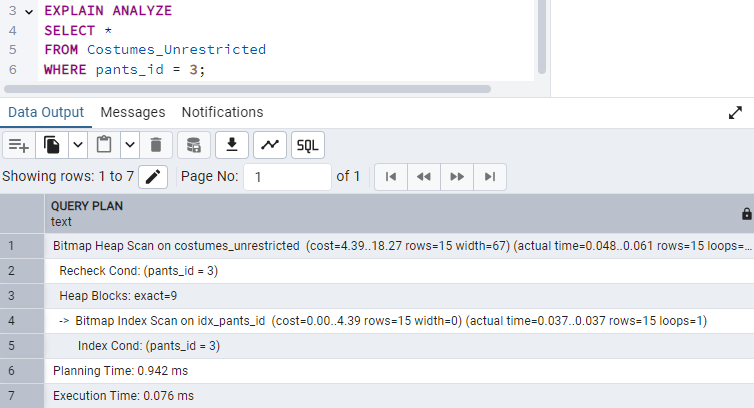 3 EXPLAIN ANALYZE
4 SELECT *
5 FROM Costumes_Unrestricted
6 WHERE pants_id = 3;
Data Output Messages Notifications
SQL
Showing rows: 1 to 7 Page No: 1 of 1
QUERY PLAN
text
1 Bitmap Heap Scan on costumes_unrestricted (cost=4.39..18.27 rows=15 width=67) (actual time=0.048..0.061 rows=15 loops=...
2 Recheck Cond: (pants_id = 3)
3 Heap Blocks: exact=9
4 -> Bitmap Index Scan on idx_pants_id (cost=0.00..4.39 rows=15 width=0) (actual time=0.037..0.037 rows=15 loops=1)
5 Index Cond: (pants_id = 3)
6 Planning Time: 0.942 ms
7 Execution Time: 0.076 ms